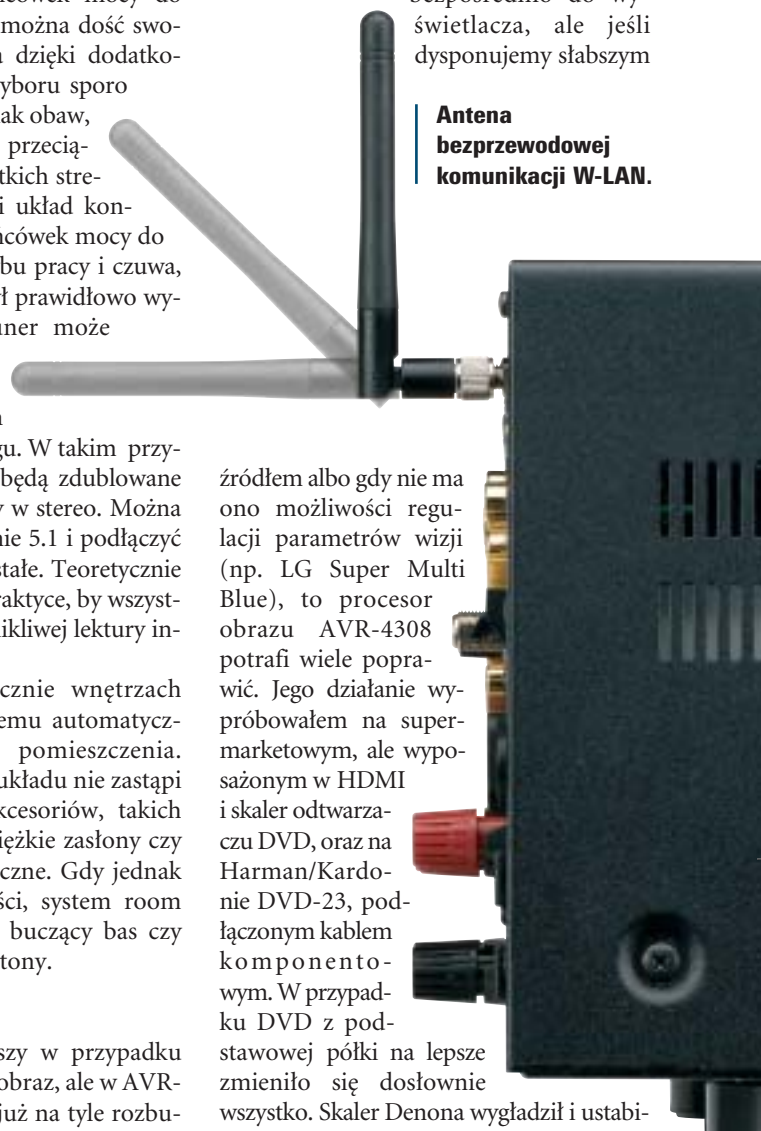 ońcówek mocy do
można dość swo-
dzięki dodatko-
yboru sporo
ak obaw,
przecią-
tkich stre-
i układ kon-
ńcówek mocy do
bu pracy i czuwa,
ył prawidłowo wy-
uner może
gu. W takim przy-
będą zdublowane
y w stereo. Można
nie 5.1 i podłączyć
stałe. Teoretycznie
raktyce, by wszyst-
nikliwej lektury in-
cznie wnętrzach
emu automatycz-
pomieszczenia.
układu nie zastąpi
kcesoriów, takich
iężkie zasłony czy
czne. Gdy jednak
ści, system room
buczący bas czy
tony.
szy w przypadku
obraz, ale w AVR-
już na tyle rozbu-
bezpośrednio do wy-
świetlacza, ale jeśli
dysponujemy słabszym
Antena
bezprzewodowej
komunikacji W-LAN.
źródłem albo gdy nie ma
ono możliwości regu-
lacji parametrów wizji
(np. LG Super Multi
Blue), to procesor
obrazu AVR-4308
potrafi wiele popra-
wić. Jego działanie wy-
próbowałem na super-
marketowym, ale wypo-
sażonym w HDMI
i skaler odtwarza-
czu DVD, oraz na
Harman/Kardo-
nie DVD-23, pod-
łączonym kablem
komponento-
wym. W przypad-
ku DVD z pod-
stawowej półki na lepsze
zmieniło się dosłownie
wszystko. Skaler Denona wygładził i ustabi-